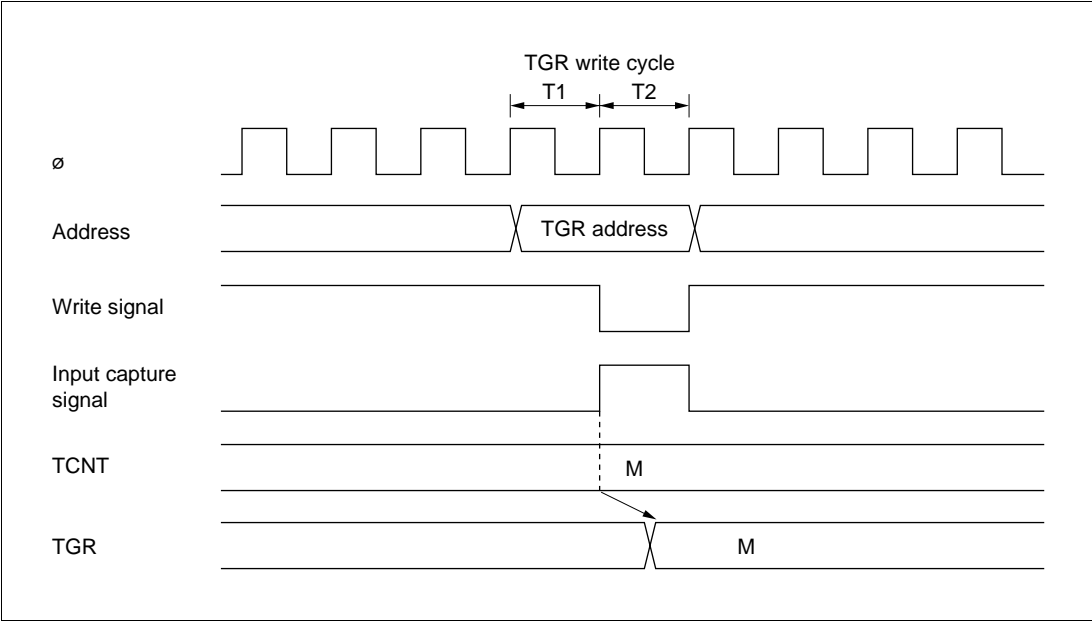 TGR write cycle
T1 T2
ø
Address
TGR address
Write signal
Input capture
signal
TCNT
M
TGR
M